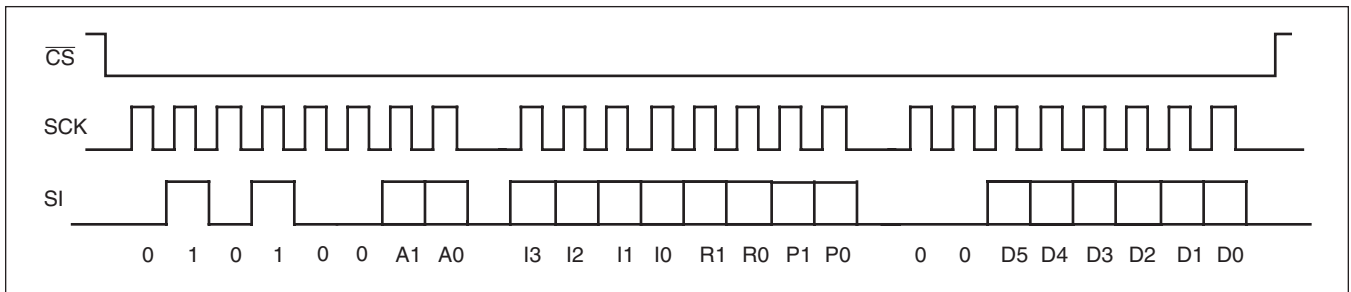 CS
SCK
SI
0 1 0 1 0 0 A1 A0 I3 I2 I1 I0 R1 R0 P1 P0 0 0 D5 D4 D3 D2 D1 D0